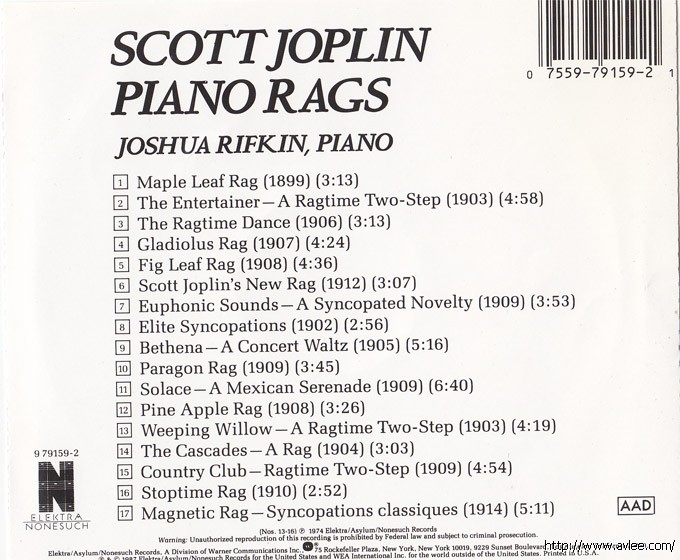 SCOTT JOPLIN
PIANO RAGS
JOSHUA RIFKIN, PIANO
0 7559-79159-2 1
1 Maple Leaf Rag (1899) (3:13)
2 The Entertainer—A Ragtime Two-Step (1903) (4:58)
3 The Ragtime Dance (1906) (3:13)
4 Gladiolus Rag (1907) (4:24)
5 Fig Leaf Rag (1908) (4:36)
6 Scott Joplin's New Rag (1912) (3:07)
7 Euphonic Sounds—A Syncopated Novelty (1909) (3:53)
8 Elite Syncopations (1902) (2:56)
9 Bethena—A Concert Waltz (1905) (5:16)
10 Paragon Rag (1909) (3:45)
11 Solace—A Mexican Serenade (1909) (6:40)
12 Pine Apple Rag (1908) (3:26)
13 Weeping Willow—A Ragtime Two-Step (1903) (4:19)
14 The Cascades—A Rag (1904) (3:03)
15 Country Club—Ragtime Two-Step (1909) (4:54)
16 Stoptime Rag (1910) (2:52)
17 Magnetic Rag—Syncopations classiques (1914) (5:11)
9 79159-2
N
ELEKTRA
NONESUCH
AAD
(Nos. 13-16) ℗ 1974 Elektra/Asylum/Nonesuch Records
Warning: Unauthorized reproduction of this recording is prohibited by Federal law and subject to criminal prosecution.
Elektra/Asylum/Nonesuch Records. A Division of Warner Communications Inc. 75 Rockefeller Plaza, New York, New York 10019. 9229 Sunset Boulevard
℗ & © 1987 Elektra/Asylum/Nonesuch Records for the United States and WEA International Inc. for the world outside of the United States. Printed in U.S.A.
http://www.avlee.com/